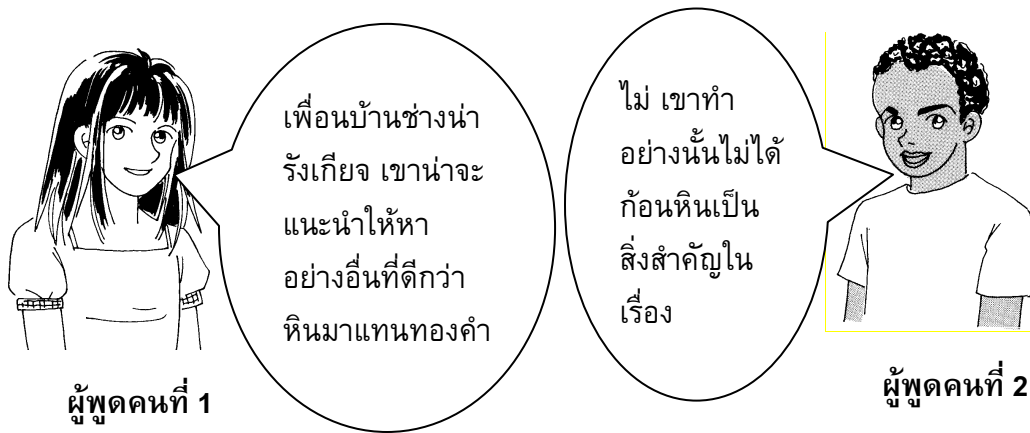 เพื่อนบ้านช่างน่า
รังเกียจ เขาน่าจะ
แนะนำให้หา
อย่างอื่นที่ดีกว่า
หินมาแทนทองคำ
ผู้พูดคนที่ 1
ไม่ เขาทำ
อย่างนั้นไม่ได้
ก้อนหินเป็น
สิ่งสำคัญใน
เรื่อง
ผู้พูดคนที่ 2